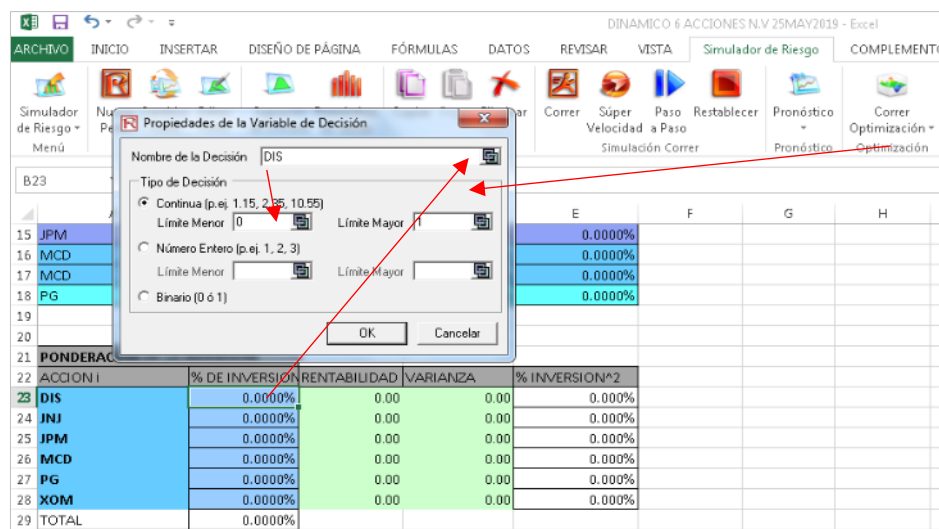 DINAMICO 6 ACCIONES N.V 25MAY2019 - Excel
ARCHIVO INICIO INSERTAR DISEÑO DE PÁGINA FÓRMULAS DATOS REVISAR VISTA Simulador de Riesgo COMPLEMENTO
Simulador de Riesgo
Menú
Correr
Súper Velocidad
Paso a Paso
Restablecer
Simulación Correr
Pronóstico
Pronóstico
Correr Optimización
Optimización
Propiedades de la Variable de Decisión
Nombre de la Decisión DIS
Tipo de Decisión
Continua (p.ej. 1.15, 2.35, 10.55)
Límite Menor 0 Límite Mayor 1
Número Entero (p.ej. 1, 2, 3)
Límite Menor Límite Mayor
Binario (0 ó 1)
OK Cancelar
B23
E F G H
15 JPM 0.0000%
16 MCD 0.0000%
17 MCD 0.0000%
18 PG 0.0000%
19
20
21 PONDERAC
22 ACCION i % DE INVERSION RENTABILIDAD VARIANZA % INVERSION^2
23 DIS 0.0000% 0.00 0.00 0.000%
24 JNJ 0.0000% 0.00 0.00 0.000%
25 JPM 0.0000% 0.00 0.00 0.000%
26 MCD 0.0000% 0.00 0.00 0.000%
27 PG 0.0000% 0.00 0.00 0.000%
28 XOM 0.0000% 0.00 0.00 0.000%
29 TOTAL 0.0000%